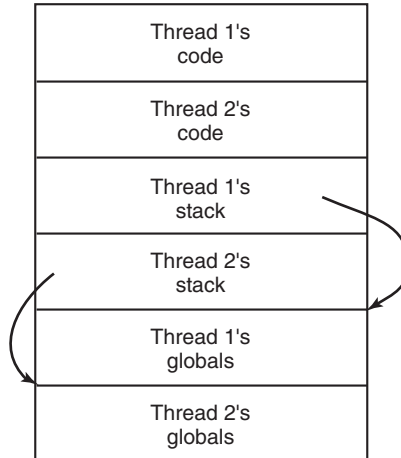 Thread 1's
code
Thread 2's
code
Thread 1's
stack
Thread 2's
stack
Thread 1's
globals
Thread 2's
globals